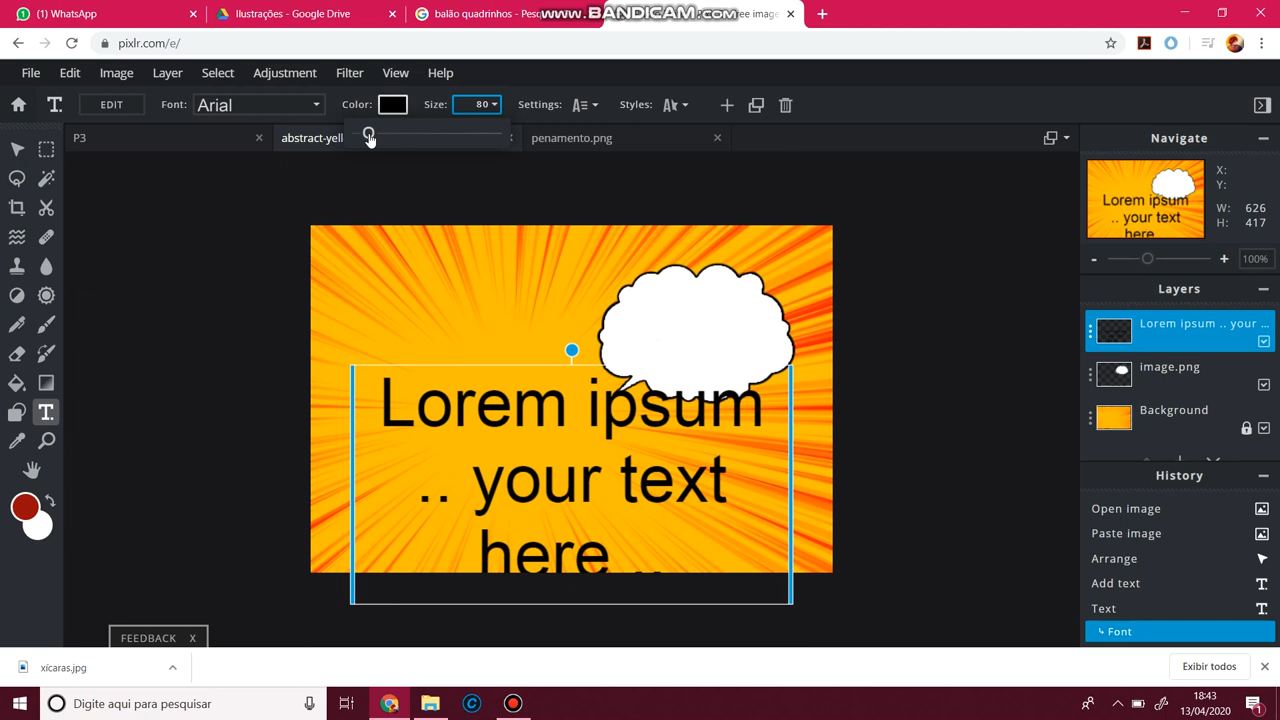 (1) WhatsApp
Ilustrações - Google Drive
balão quadrinhos - Pesq
www.BANDICAM.com
ree image
pixlr.com/e/
File Edit Image Layer Select Adjustment Filter View Help
T. EDIT Font: Arial Color: Size: 80 Settings: Styles:
P3
abstract-yell
penamento.png
Navigate
X:
Y:
W: 626
H: 417
Lorem ipsum
.. your text
here
- + 100%
Layers
Lorem ipsum .. your ...
image.png
Background
Lorem ipsum
.. your text
here ..
History
Open image
Paste image
Arrange
Add text
Text
Font
FEEDBACK X
xícaras.jpg
Exibir todos
Digite aqui para pesquisar
18:43
13/04/2020
1